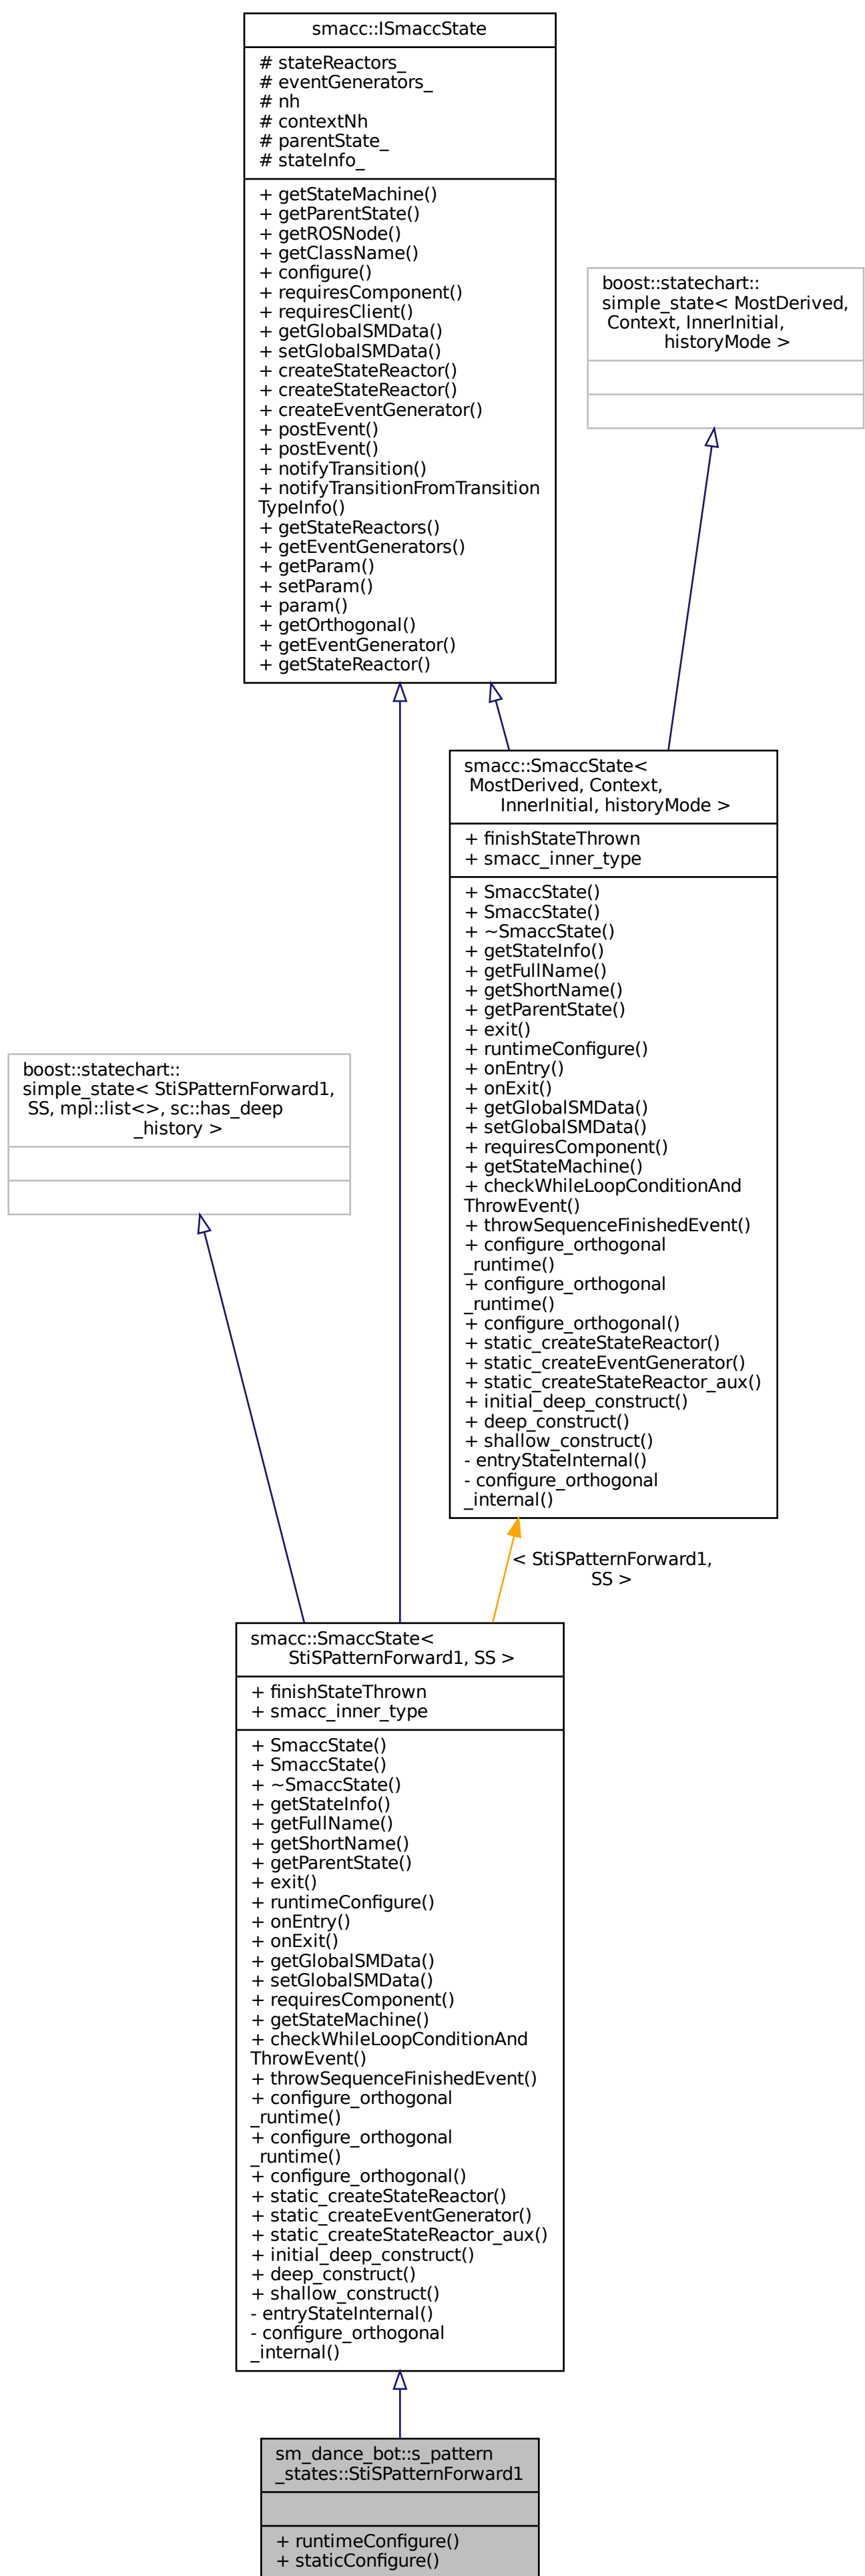 smacc::ISmaccState
# stateReactors_
# eventGenerators_
# nh
# contextNh
# parentState_
# stateInfo_
+ getStateMachine()
+ getParentState()
+ getROSNode()
+ getClassName()
+ configure()
+ requiresComponent()
+ requiresClient()
+ getGlobalSMData()
+ setGlobalSMData()
+ createStateReactor()
+ createStateReactor()
+ createEventGenerator()
+ postEvent()
+ postEvent()
+ notifyTransition()
+ notifyTransitionFromTransition
TypeInfo()
+ getStateReactors()
+ getEventGenerators()
+ getParam()
+ setParam()
+ param()
+ getOrthogonal()
+ getEventGenerator()
+ getStateReactor()
boost::statechart::
simple_state< MostDerived,
Context, InnerInitial,
historyMode >
smacc::SmaccState<
MostDerived, Context,
InnerInitial, historyMode >
+ finishStateThrown
+ smacc_inner_type
+ SmaccState()
+ SmaccState()
+ ~SmaccState()
+ getStateInfo()
+ getFullName()
+ getShortName()
+ getParentState()
+ exit()
+ runtimeConfigure()
+ onEntry()
+ onExit()
+ getGlobalSMData()
+ setGlobalSMData()
+ requiresComponent()
+ getStateMachine()
+ checkWhileLoopConditionAnd
ThrowEvent()
+ throwSequenceFinishedEvent()
+ configure_orthogonal
_runtime()
+ configure_orthogonal
_runtime()
+ configure_orthogonal()
+ static_createStateReactor()
+ static_createEventGenerator()
+ static_createStateReactor_aux()
+ initial_deep_construct()
+ deep_construct()
+ shallow_construct()
- entryStateInternal()
- configure_orthogonal
_internal()
boost::statechart::
simple_state< StiSPatternForward1,
SS, mpl::list<>, sc::has_deep
_history >
< StiSPatternForward1,
SS >
smacc::SmaccState<
StiSPatternForward1, SS >
+ finishStateThrown
+ smacc_inner_type
+ SmaccState()
+ SmaccState()
+ ~SmaccState()
+ getStateInfo()
+ getFullName()
+ getShortName()
+ getParentState()
+ exit()
+ runtimeConfigure()
+ onEntry()
+ onExit()
+ getGlobalSMData()
+ setGlobalSMData()
+ requiresComponent()
+ getStateMachine()
+ checkWhileLoopConditionAnd
ThrowEvent()
+ throwSequenceFinishedEvent()
+ configure_orthogonal
_runtime()
+ configure_orthogonal
_runtime()
+ configure_orthogonal()
+ static_createStateReactor()
+ static_createEventGenerator()
+ static_createStateReactor_aux()
+ initial_deep_construct()
+ deep_construct()
+ shallow_construct()
- entryStateInternal()
- configure_orthogonal
_internal()
sm_dance_bot::s_pattern
_states::StiSPatternForward1
+ runtimeConfigure()
+ staticConfigure()